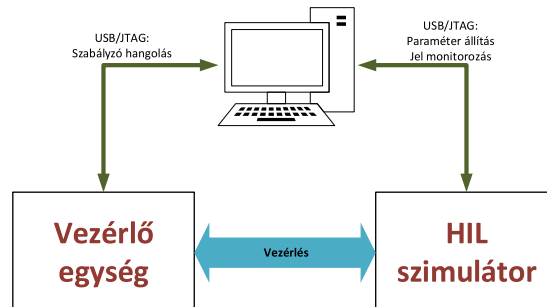 USB/JTAG:
Szabályzó hangolás
USB/JTAG:
Paraméter állítás
Jel monitorozás
Vezérlő
egység
Vezérlés
HIL
szimulátor